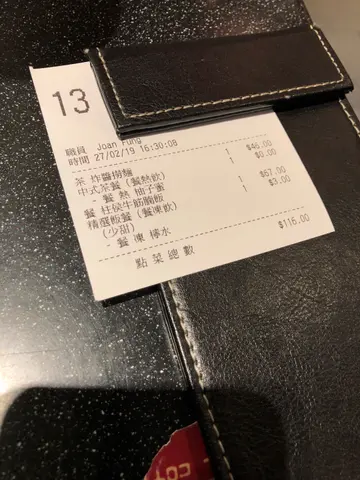 13
職員 Joan Fung
時間 27/02/19 16:30:08
茶 炸醬撈麵 1 $46.00
中式茶餐 (餐熱飲) 1 $0.00
- 餐 熱 柚子蜜
餐 柱侯牛筋腩飯 1 $67.00
精選飯餐 (餐凍飲) 1 $3.00
(少甜)
- 餐 凍 檸水
點菜總數 $116.00